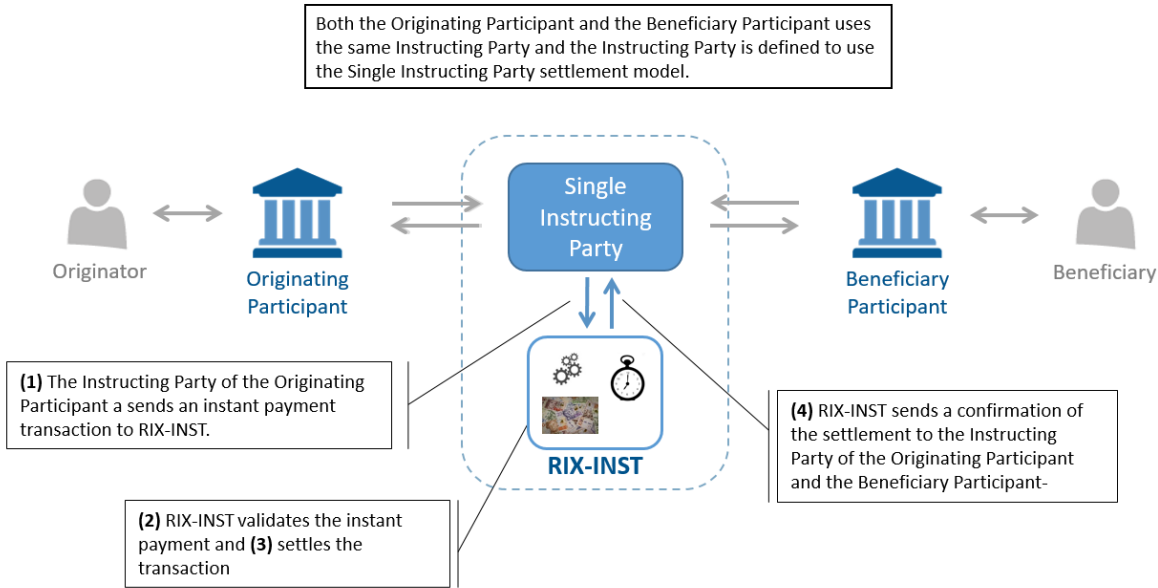 Both the Originating Participant and the Beneficiary Participant uses
the same Instructing Party and the Instructing Party is defined to use
the Single Instructing Party settlement model.
Single
Instructing
Party
Originator
Originating
Participant
Beneficiary
Participant
Beneficiary
(1) The Instructing Party of the Originating
Participant a sends an instant payment
transaction to RIX-INST.
RIX-INST
(4) RIX-INST sends a confirmation of
the settlement to the Instructing
Party of the Originating Participant
and the Beneficiary Participant-
(2) RIX-INST validates the instant
payment and (3) settles the
transaction